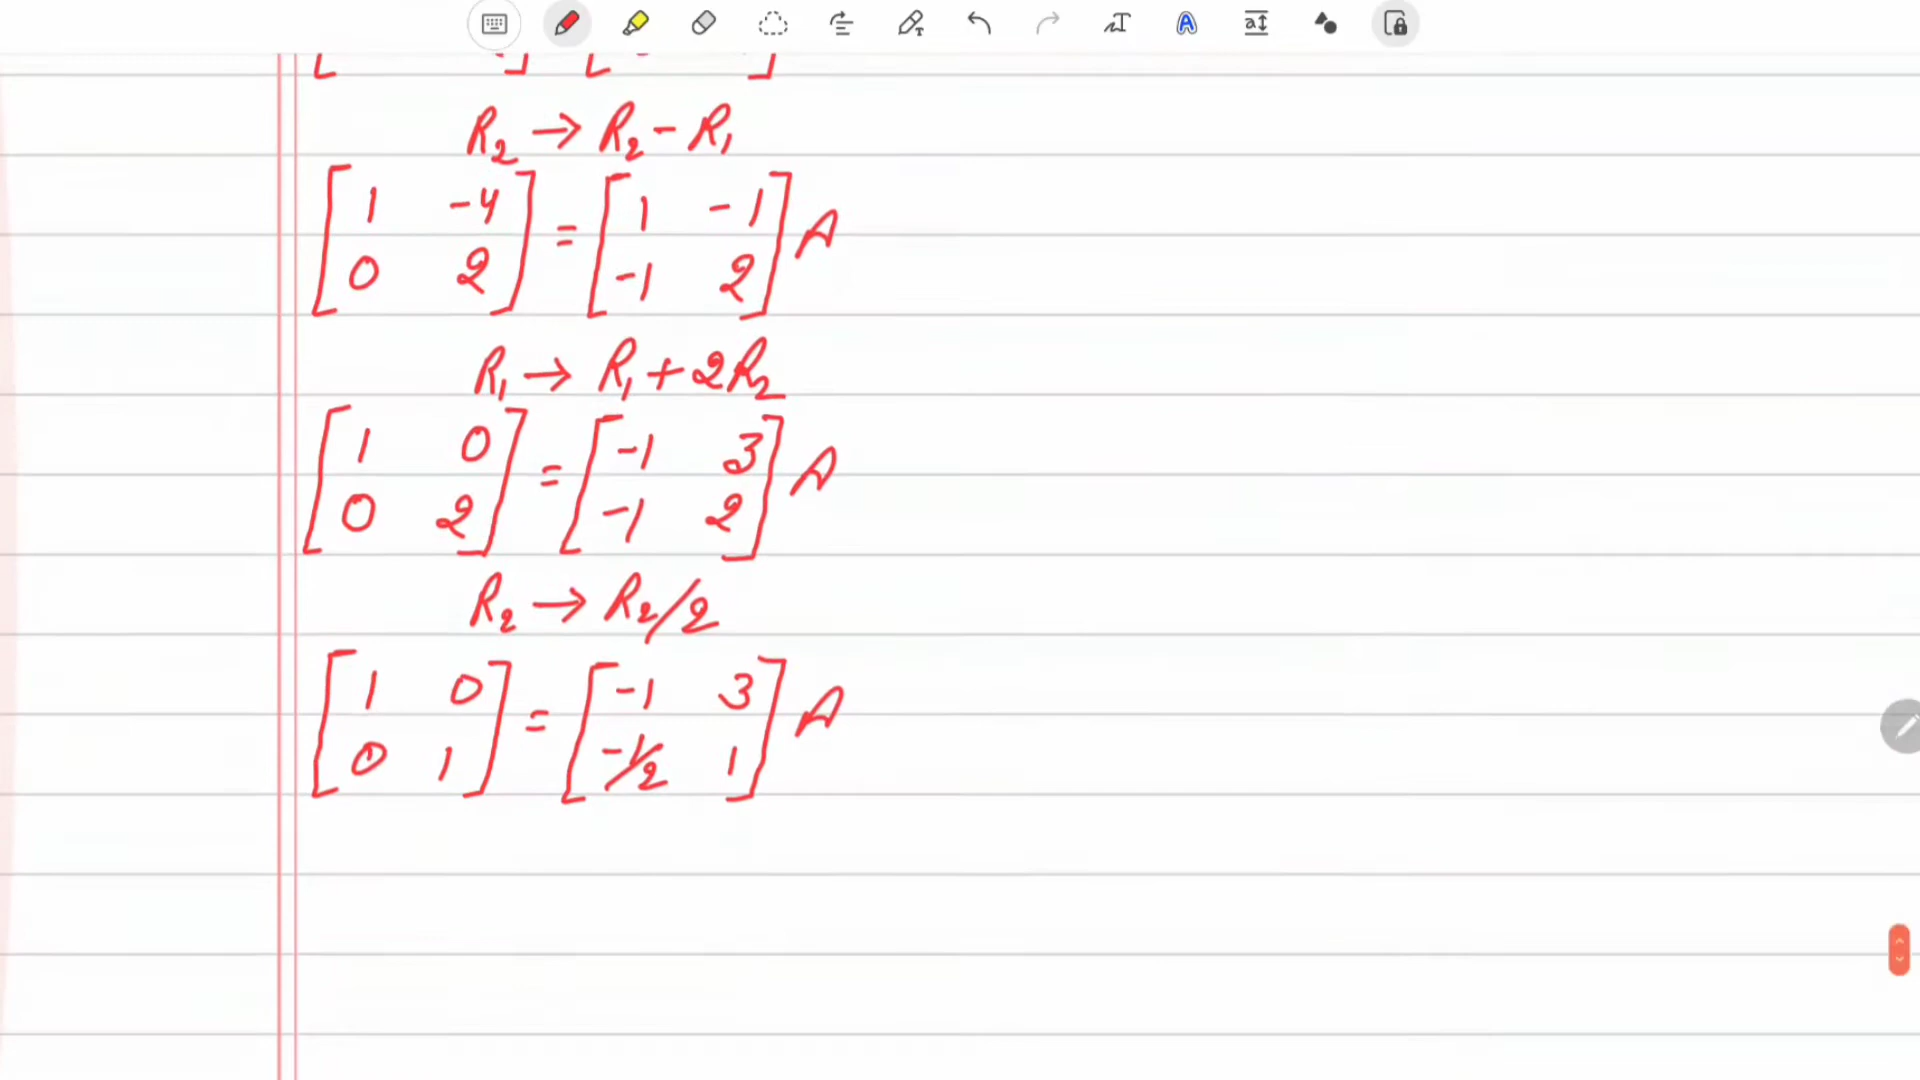 R₂ → R₂ - R₁
[1 -4
0 2] = [1 -1
-1 2] A
R₁ → R₁ + 2R₂
[1 0
0 2] = [-1 3
-1 2] A
R₂ → R₂/2
[1 0
0 1] = [-1 3
-1/2 1] A